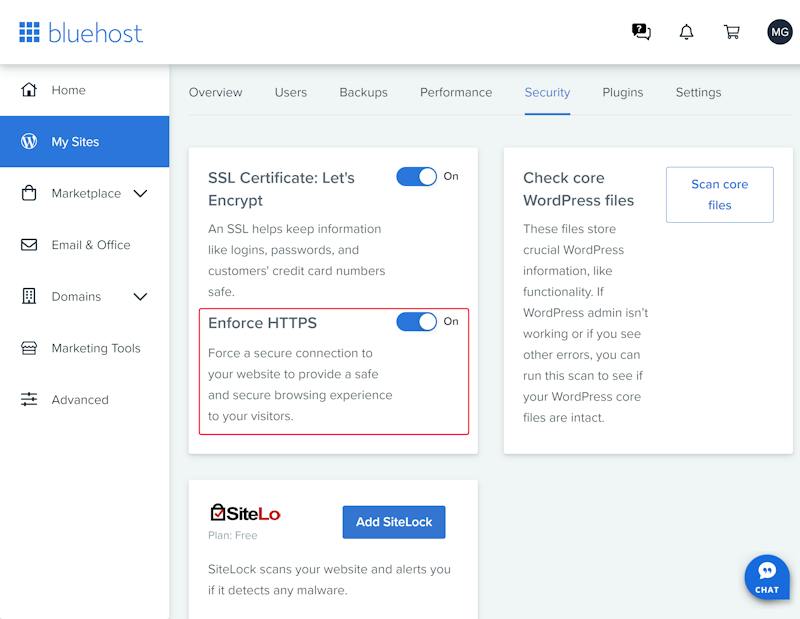 bluehost
MG
Home
My Sites
Marketplace
Email & Office
Domains
Marketing Tools
Advanced
Overview
Users
Backups
Performance
Security
Plugins
Settings
SSL Certificate: Let's
Encrypt
On
An SSL helps keep information
like logins, passwords, and
customers' credit card numbers
safe.
Enforce HTTPS
On
Force a secure connection to
your website to provide a safe
and secure browsing experience
to your visitors.
Check core
WordPress files
Scan core
files
These files store
crucial WordPress
information, like
functionality. If
WordPress admin isn't
working or if you see
other errors, you can
run this scan to see if
your WordPress core
files are intact.
SiteLo
Plan: Free
Add SiteLock
SiteLock scans your website and alerts you
if it detects any malware.
CHAT